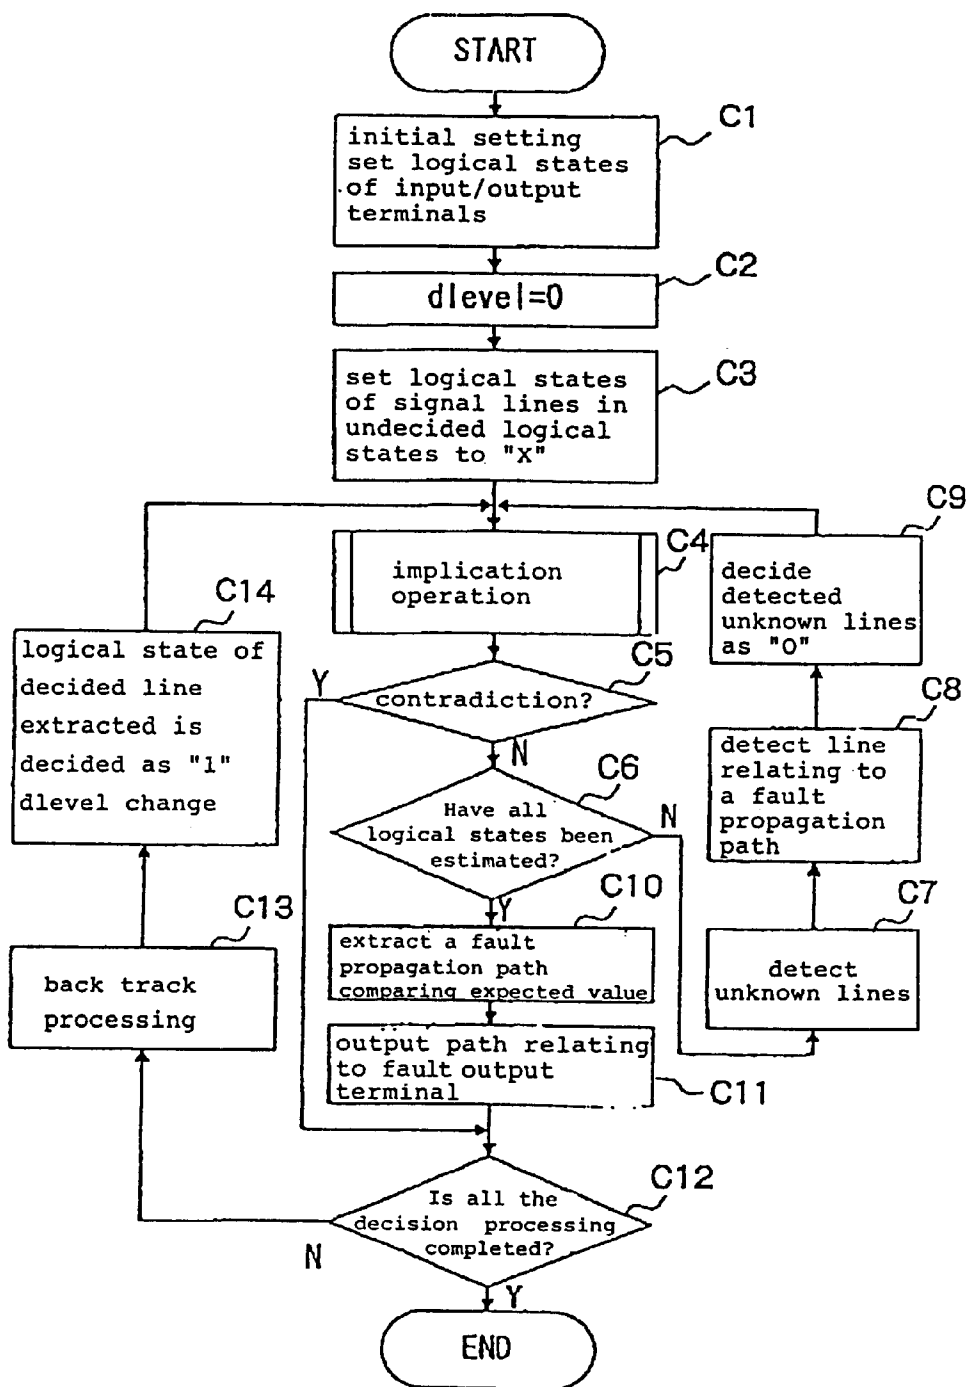 START
C1
initial setting
set logical states
of input/output
terminals
C2
dlevel=0
C3
set logical states
of signal lines in
undecided logical
states to "X"
C4
implication
operation
C5
contradiction?
Y
N
C6
Have all
logical states been
estimated?
N
Y
C7
detect
unknown lines
C8
detect line
relating to
a fault
propagation
path
C9
decide
detected
unknown lines
as "0"
C10
extract a fault
propagation path
comparing expected value
C11
output path relating
to fault output
terminal
C12
Is all the
decision processing
completed?
N
Y
C13
back track
processing
C14
logical state of
decided line
extracted is
decided as "1"
dlevel change
END